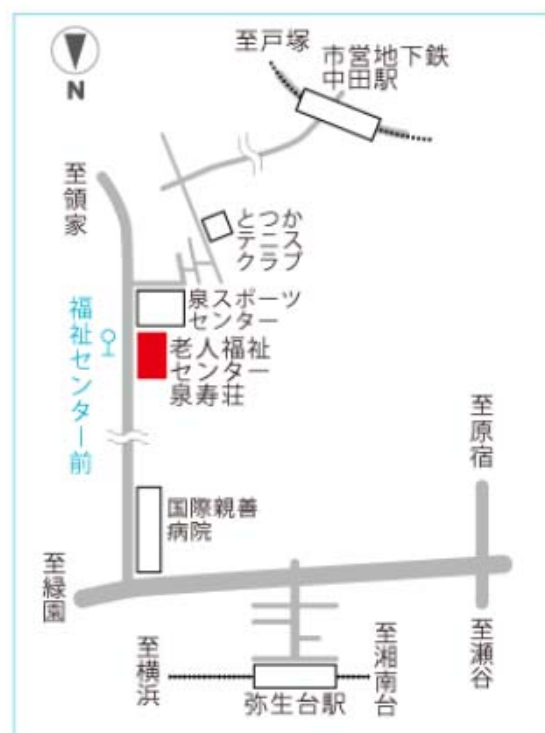 至戸塚
市営地下鉄
中田駅
N
至領家
とつか
テニス
クラブ
泉スポーツ
センター
福祉センター前
老人福祉
センター
泉寿荘
至原宿
国際親善
病院
至緑園
至瀬谷
至横浜
至湘南台
弥生台駅